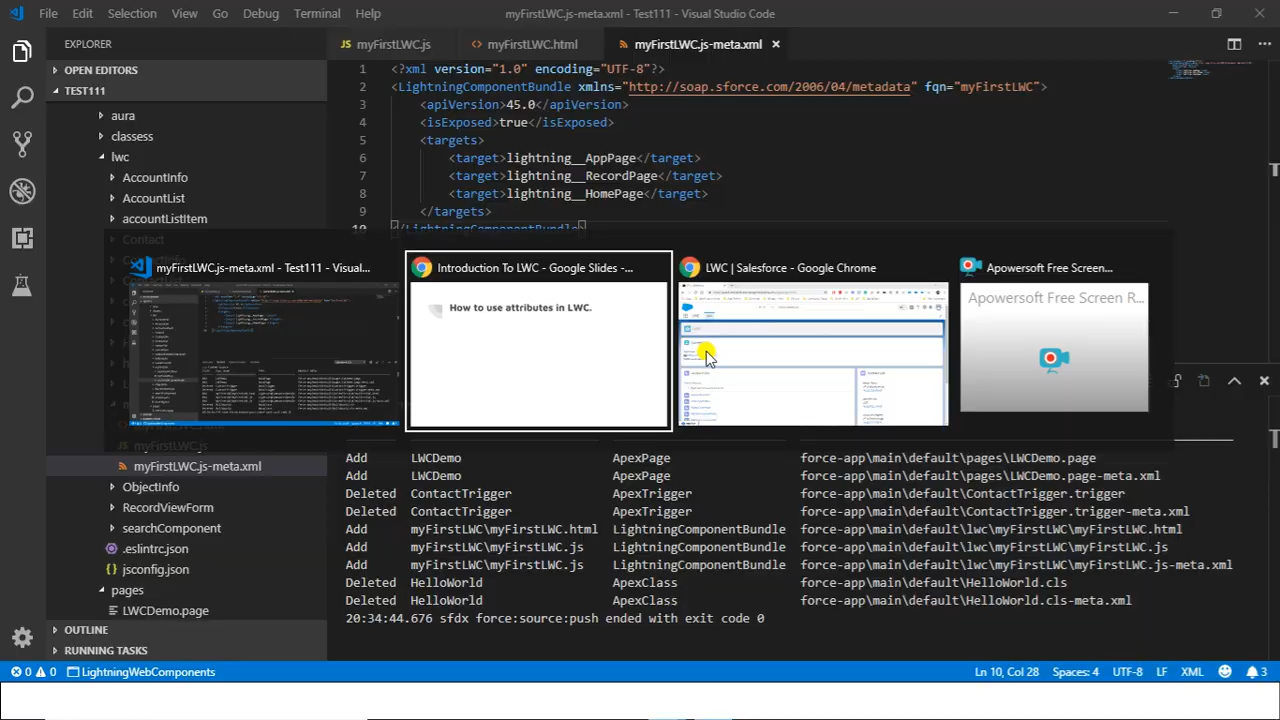 File Edit Selection View Go Debug Terminal Help
myFirstLWC.js-meta.xml - Test111 - Visual Studio Code
EXPLORER
OPEN EDITORS
TEST111
aura
classess
lwc
AccountInfo
AccountList
accountListItem
Contact
myFirstLWC.js
myFirstLWC.js-meta.xml
ObjectInfo
RecordViewForm
searchComponent
.eslintrc.json
jsconfig.json
pages
LWCDemo.page
OUTLINE
RUNNING TASKS
JS myFirstLWC.js
<> myFirstLWC.html
myFirstLWC.js-meta.xml
1 <?xml version="1.0" encoding="UTF-8"?>
2 <LightningComponentBundle xmlns="http://soap.sforce.com/2006/04/metadata" fqn="myFirstLWC">
3 <apiVersion>45.0</apiVersion>
4 <isExposed>true</isExposed>
5 <targets>
6 <target>lightning__AppPage</target>
7 <target>lightning__RecordPage</target>
8 <target>lightning__HomePage</target>
9 </targets>
10 </LightningComponentBundle>
myFirstLWC.js-meta.xml - Test111 - Visual...
Introduction To LWC - Google Slides -...
How to use attributes in LWC.
LWC | Salesforce - Google Chrome
Apowersoft Free Screen...
Apowersoft Free Screen R...
Add LWCDemo ApexPage force-app\main\default\pages\LWCDemo.page
Add LWCDemo ApexPage force-app\main\default\pages\LWCDemo.page-meta.xml
Deleted ContactTrigger ApexTrigger force-app\main\default\ContactTrigger.trigger
Deleted ContactTrigger ApexTrigger force-app\main\default\ContactTrigger.trigger-meta.xml
Add myFirstLWC\myFirstLWC.html LightningComponentBundle force-app\main\default\lwc\myFirstLWC\myFirstLWC.html
Add myFirstLWC\myFirstLWC.js LightningComponentBundle force-app\main\default\lwc\myFirstLWC\myFirstLWC.js
Add myFirstLWC\myFirstLWC.js LightningComponentBundle force-app\main\default\lwc\myFirstLWC\myFirstLWC.js-meta.xml
Deleted HelloWorld ApexClass force-app\main\default\HelloWorld.cls
Deleted HelloWorld ApexClass force-app\main\default\HelloWorld.cls-meta.xml
20:34:44.676 sfdx force:source:push ended with exit code 0
0 0 LightningWebComponents
Ln 10, Col 28 Spaces: 4 UTF-8 LF XML 3